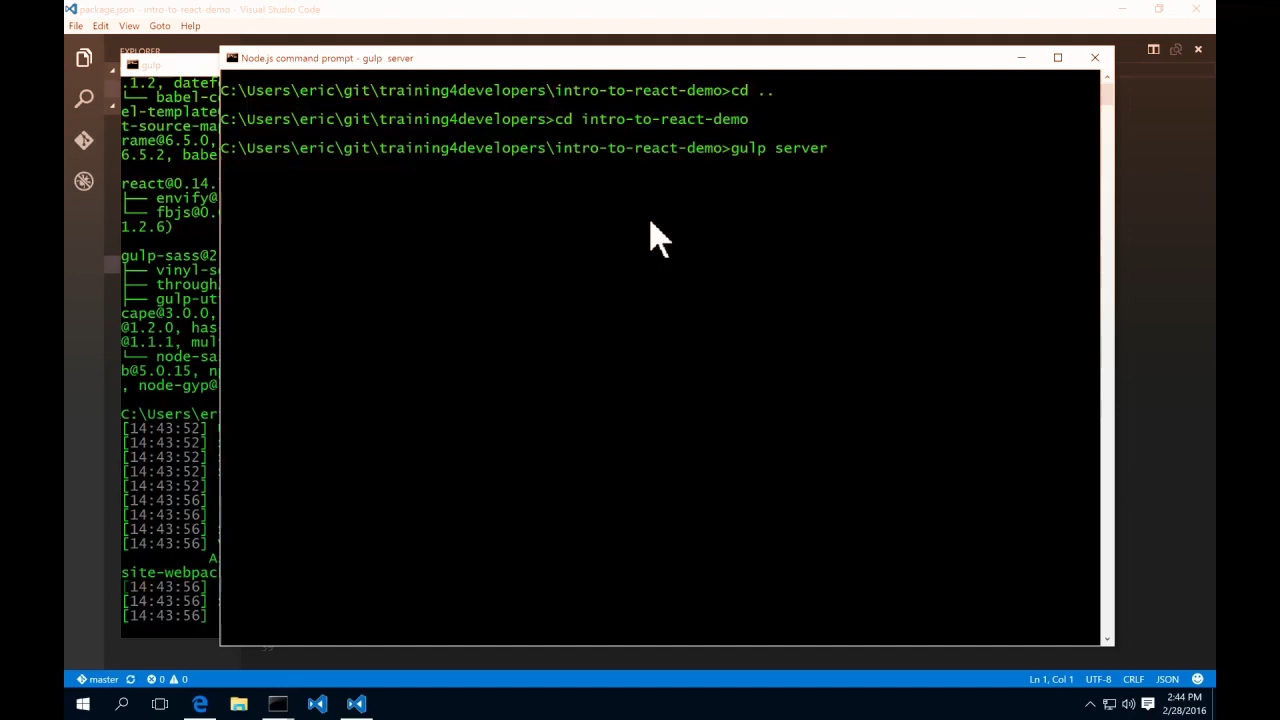 package.json - intro-to-react-demo - Visual Studio Code
File Edit View Goto Help
EXPLORER
gulp
.1.2, datef
└── babel-c
el-template
t-source-ma
rame@6.5.0,
6.5.2, babe
react@0.14.
├── envify@
└── fbjs@0.
1.2.6)
gulp-sass@2
├── vinyl-s
├── through
├── gulp-ut
cape@3.0.0,
@1.2.0, has
@1.1.1, mul
└── node-sa
b@5.0.15, n
, node-gyp@
C:\Users\er
[14:43:52]
[14:43:52]
[14:43:52]
[14:43:52]
[14:43:52]
[14:43:56]
[14:43:56]
[14:43:56]
[14:43:56]
A
site-webpac
[14:43:56]
[14:43:56]
[14:43:56]
Node.js command prompt - gulp server
C:\Users\eric\git\training4developers\intro-to-react-demo>cd ..
C:\Users\eric\git\training4developers>cd intro-to-react-demo
C:\Users\eric\git\training4developers\intro-to-react-demo>gulp server
39
master 0 0 Ln 1, Col 1 UTF-8 CRLF JSON
2:44 PM
2/28/2016